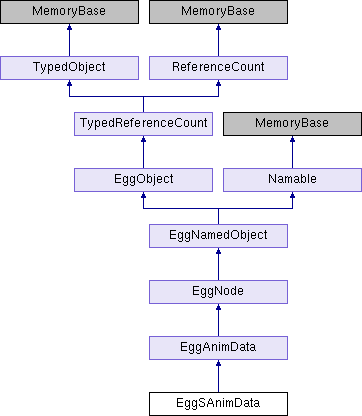 MemoryBase
MemoryBase
TypedObject
ReferenceCount
TypedReferenceCount
MemoryBase
EggObject
Namable
EggNamedObject
EggNode
EggAnimData
EggSAnimData